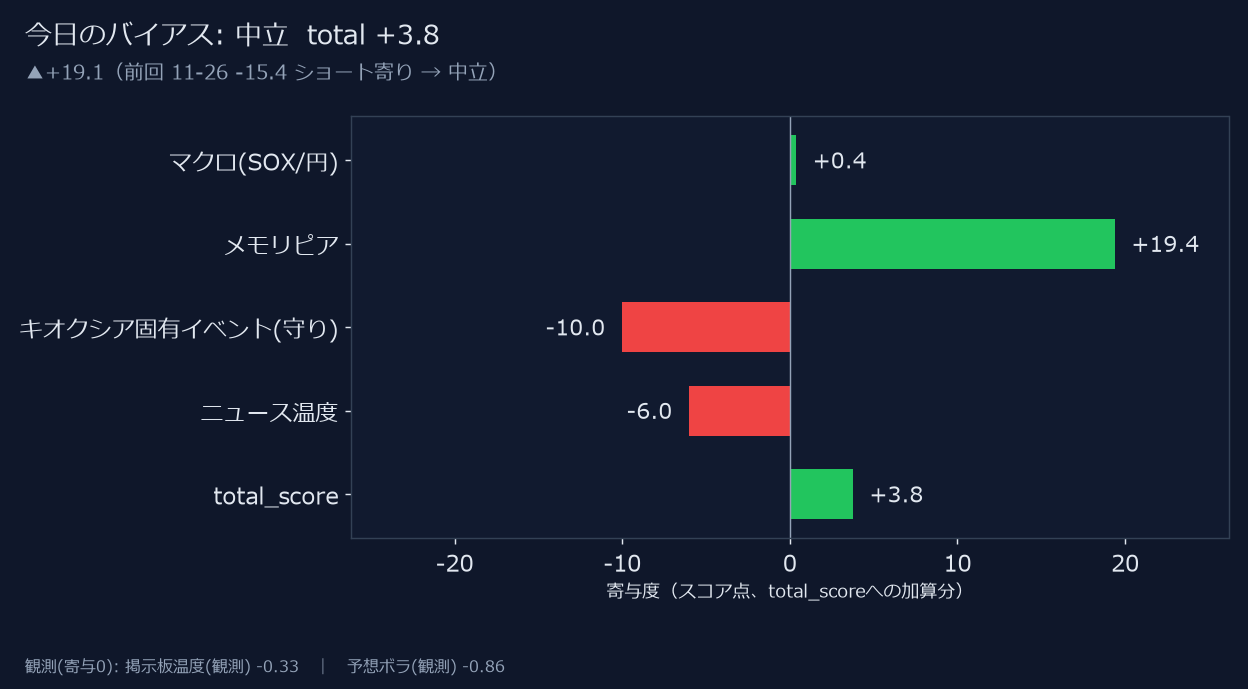 今日のバイアス: 中立 total +3.8
▲+19.1（前回 11-26 -15.4 ショート寄り → 中立）
マクロ(SOX/円)
+0.4
メモリピア
+19.4
キオクシア固有イベント(守り)
-10.0
ニュース温度
-6.0
total_score
+3.8
-20 -10 0 10 20
寄与度（スコア点、total_scoreへの加算分）
観測(寄与0): 掲示板温度(観測) -0.33 | 予想ボラ(観測) -0.86